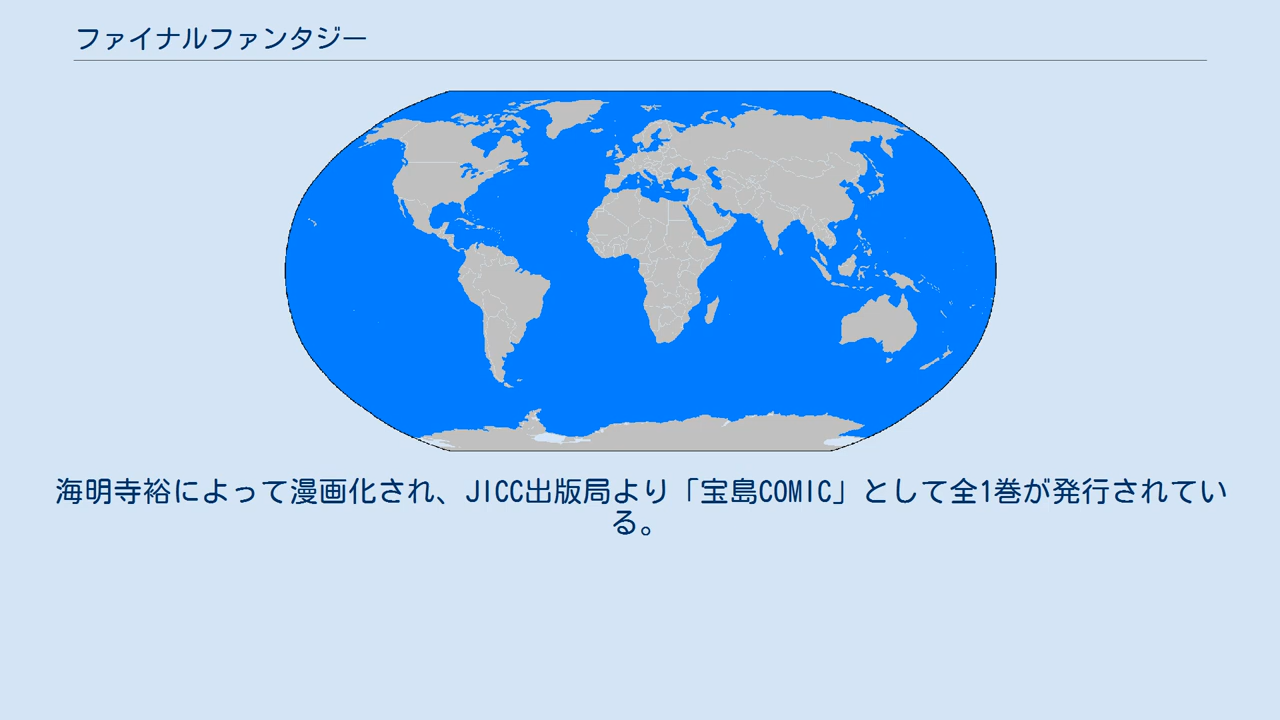 ファイナルファンタジー
海明寺裕によって漫画化され、JICC出版局より「宝島COMIC」として全1巻が発行されてい
る。